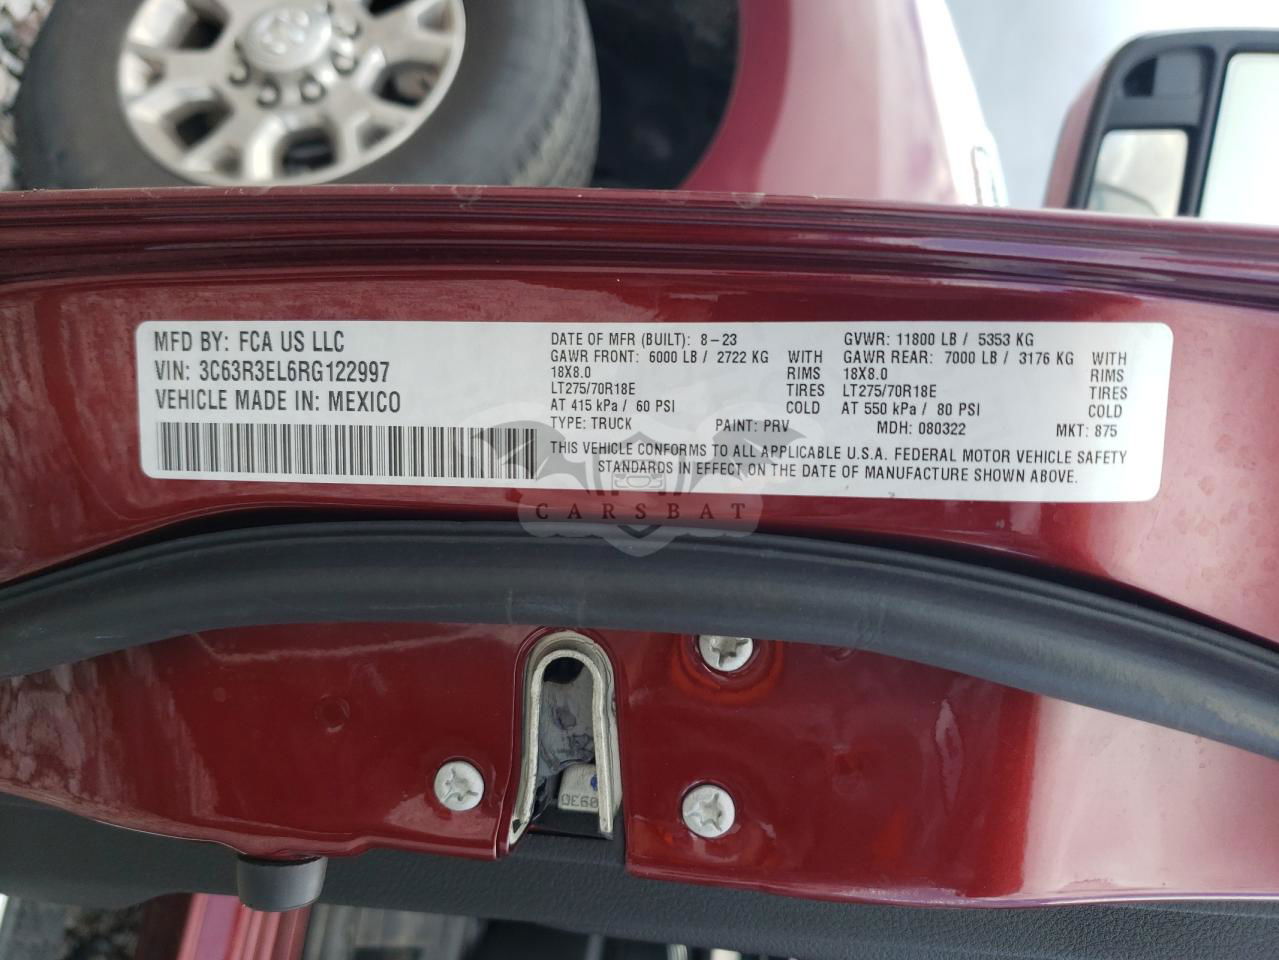 MFD BY: FCA US LLC
VIN: 3C63R3EL6RG122997
VEHICLE MADE IN: MEXICO
DATE OF MFR (BUILT): 8-23
GAWR FRONT: 6000 LB / 2722 KG WITH
18X8.0 RIMS
LT275/70R18E TIRES
AT 415 kPa / 60 PSI COLD
TYPE: TRUCK PAINT: PRV
GVWR: 11800 LB / 5353 KG
GAWR REAR: 7000 LB / 3176 KG WITH
18X8.0 RIMS
LT275/70R18E TIRES
AT 550 kPa / 80 PSI COLD
MDH: 080322 MKT: 875
THIS VEHICLE CONFORMS TO ALL APPLICABLE U.S.A. FEDERAL MOTOR VEHICLE SAFETY
STANDARDS IN EFFECT ON THE DATE OF MANUFACTURE SHOWN ABOVE.
CARSBAT